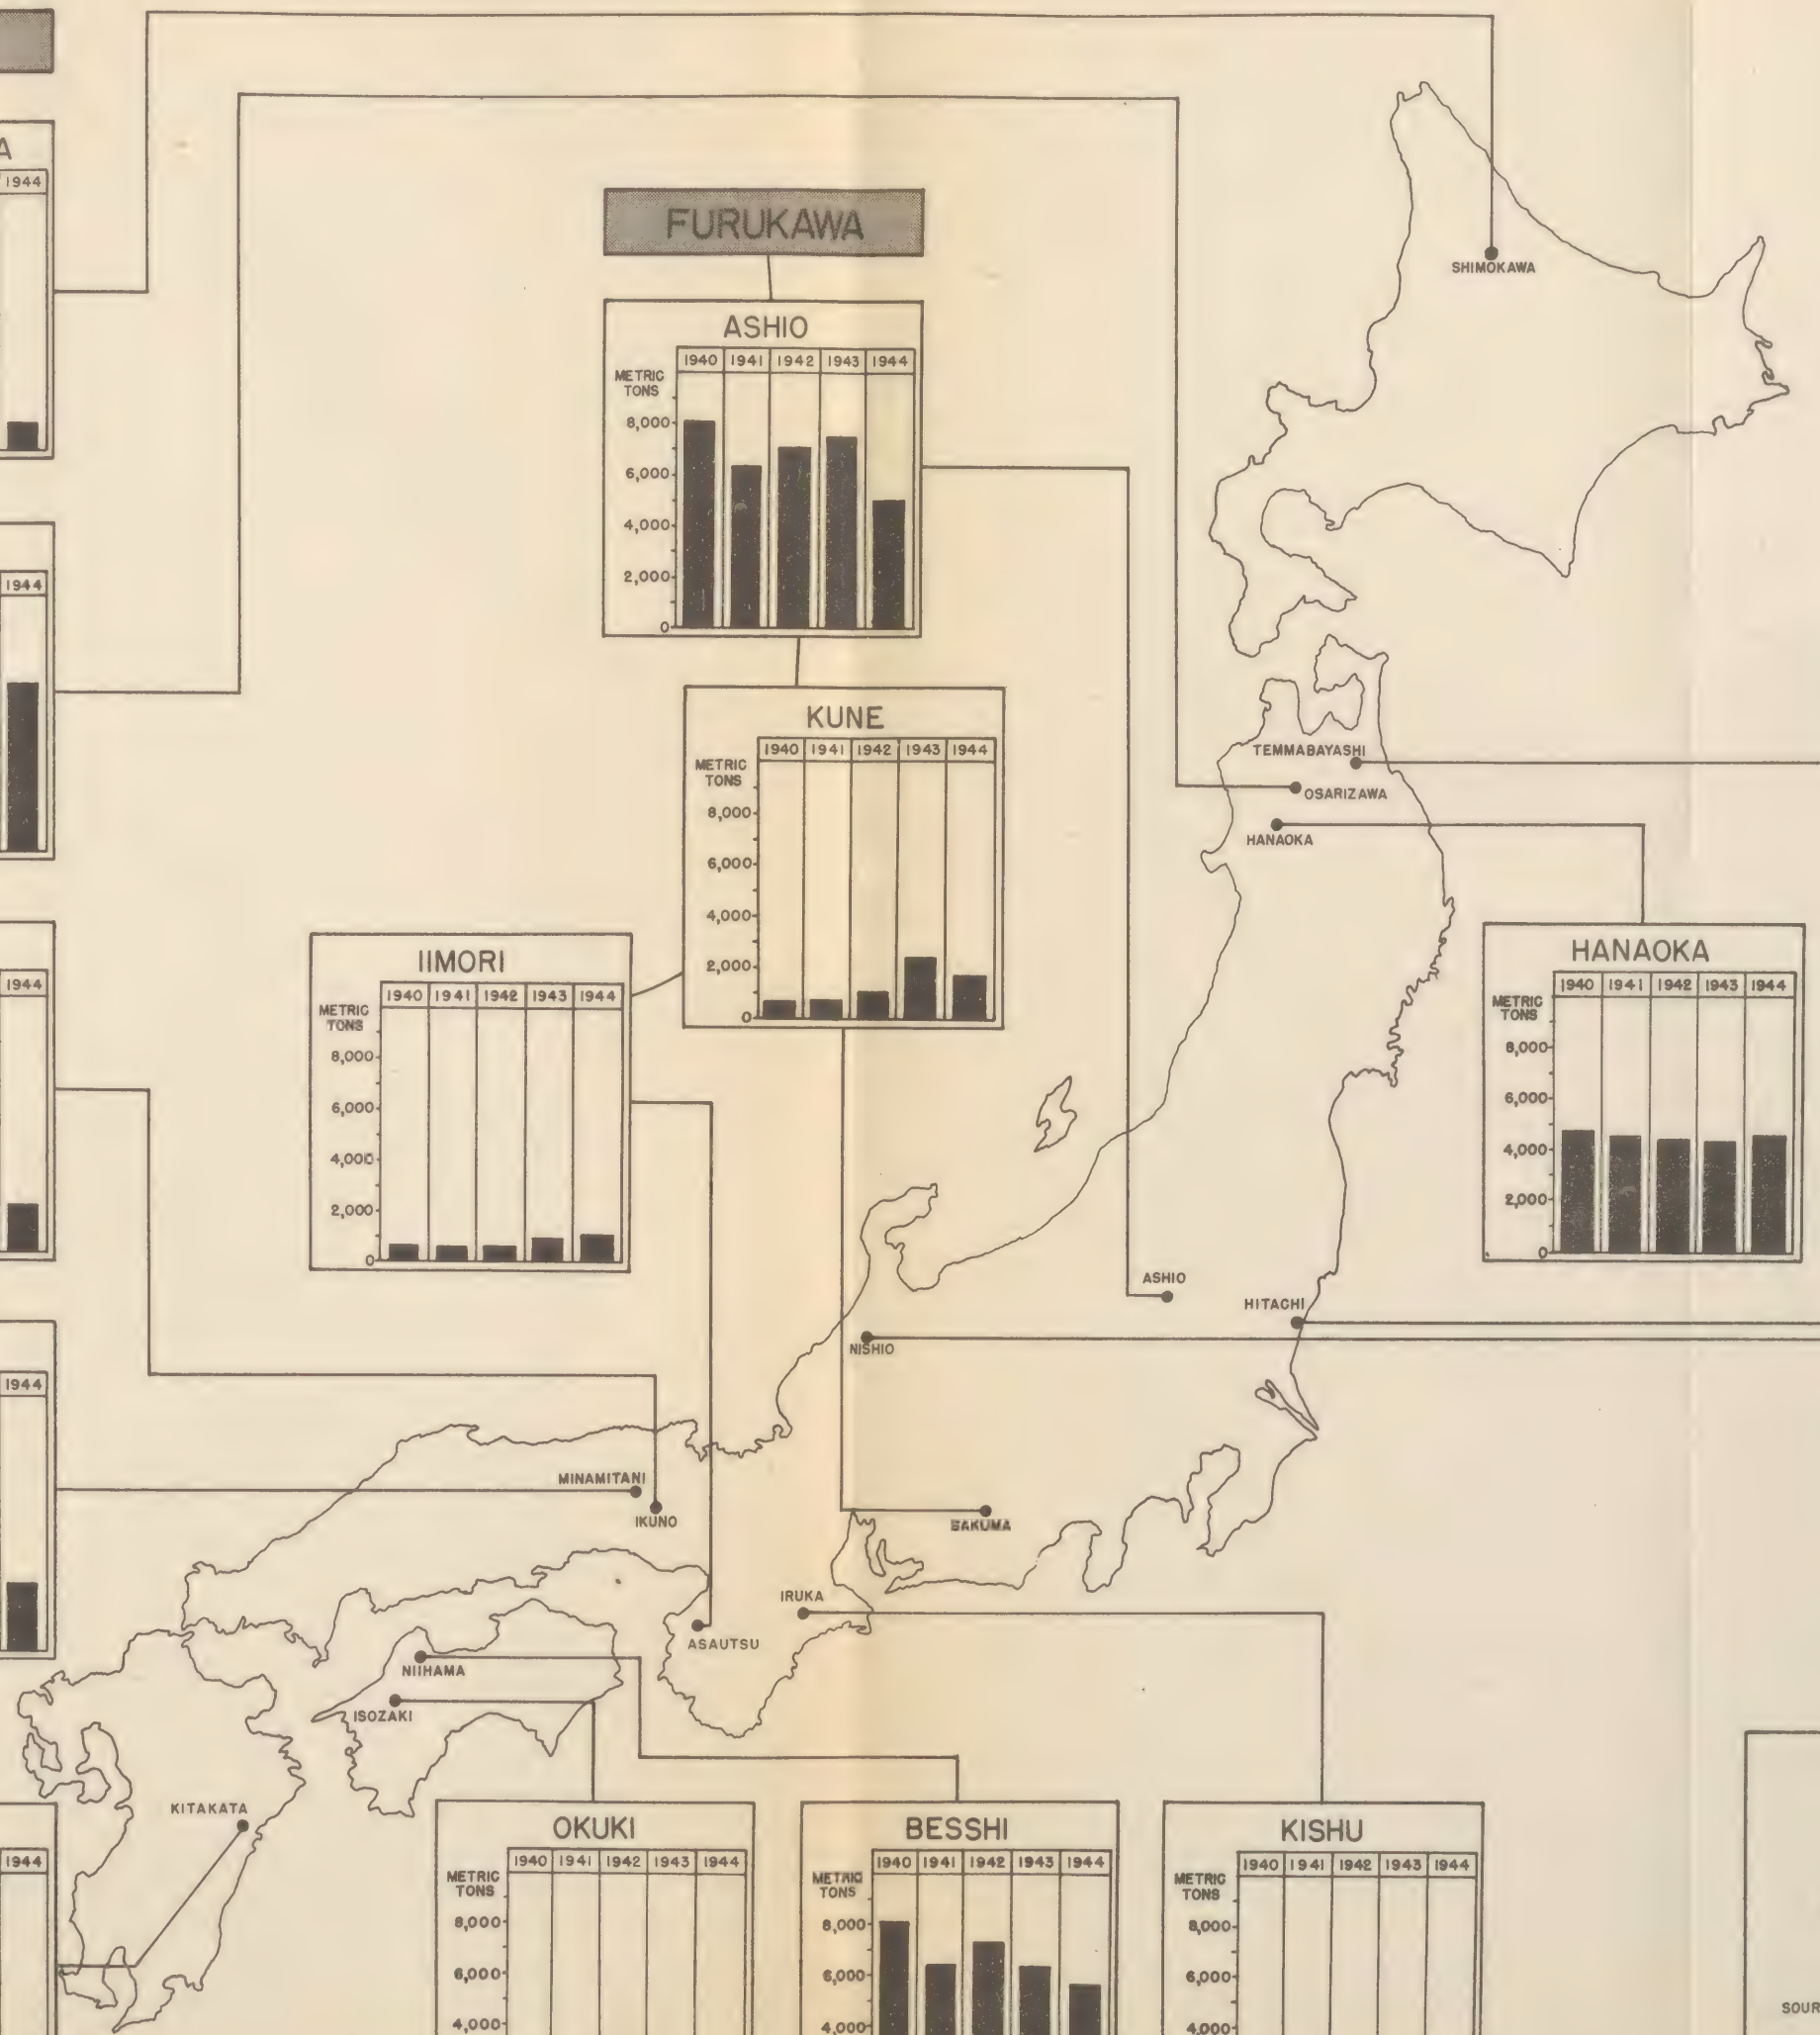 A
1944
1944
1944
1944
1944
FURUKAWA
ASHIO
1940 1941 1942 1943 1944
METRIC
TONS
8,000
6,000
4,000
2,000
0
KUNE
1940 1941 1942 1943 1944
METRIC
TONS
8,000
6,000
4,000
2,000
0
IIMORI
1940 1941 1942 1943 1944
METRIC
TONS
8,000
6,000
4,000
2,000
0
SHIMOKAWA
TEMMABAYASHI
OSARIZAWA
HANAOKA
HANAOKA
1940 1941 1942 1943 1944
METRIC
TONS
8,000
6,000
4,000
2,000
0
ASHIO
HITACHI
NISHIO
MINAMITANI
IKUNO
SAKUMA
IRUKA
ASAUTSU
NIIHAMA
ISOZAKI
KITAKATA
OKUKI
1940 1941 1942 1943 1944
METRIC
TONS
8,000
6,000
4,000
BESSHI
1940 1941 1942 1943 1944
METRIC
TONS
8,000
6,000
4,000
KISHU
1940 1941 1942 1943 1944
METRIC
TONS
8,000
6,000
4,000
SOUR